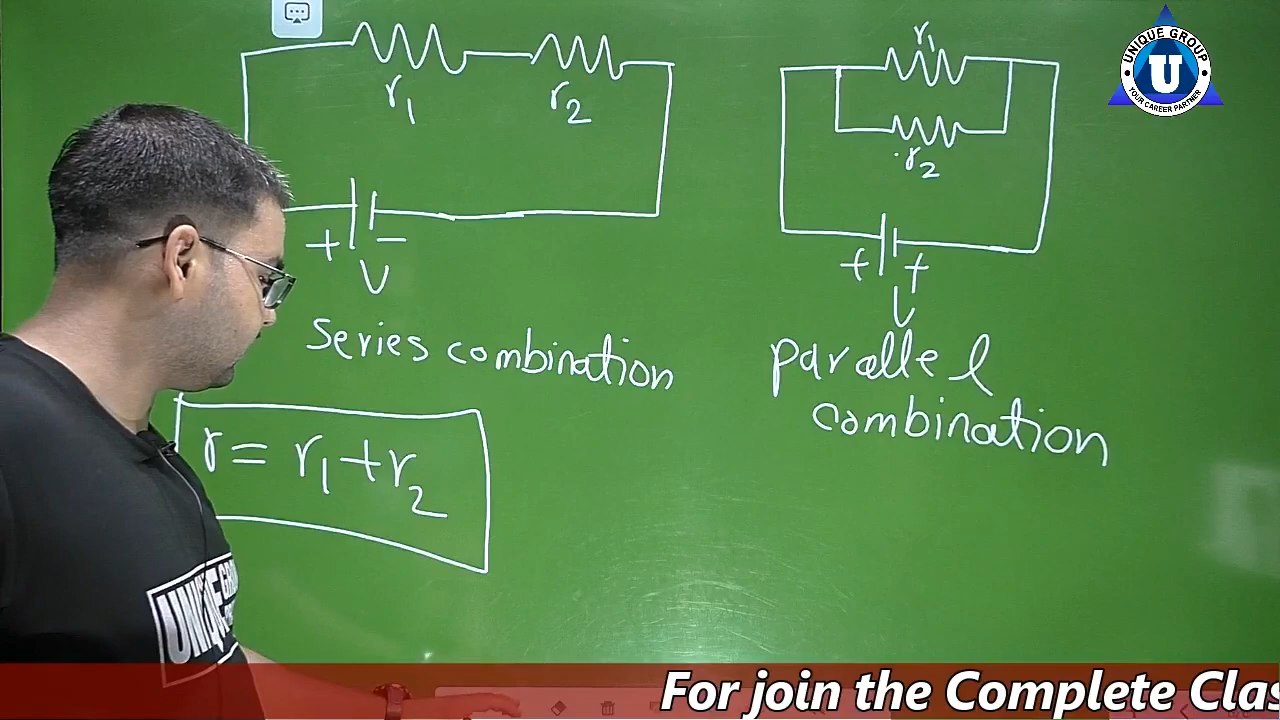 r1
r2
+ -
V
series combination
r = r1 + r2
r1
r2
+ +
V
parallel
combination
UNIQUE GROUP
U
YOUR CAREER PARTNER
UNIQUE
For join the Complete Clas